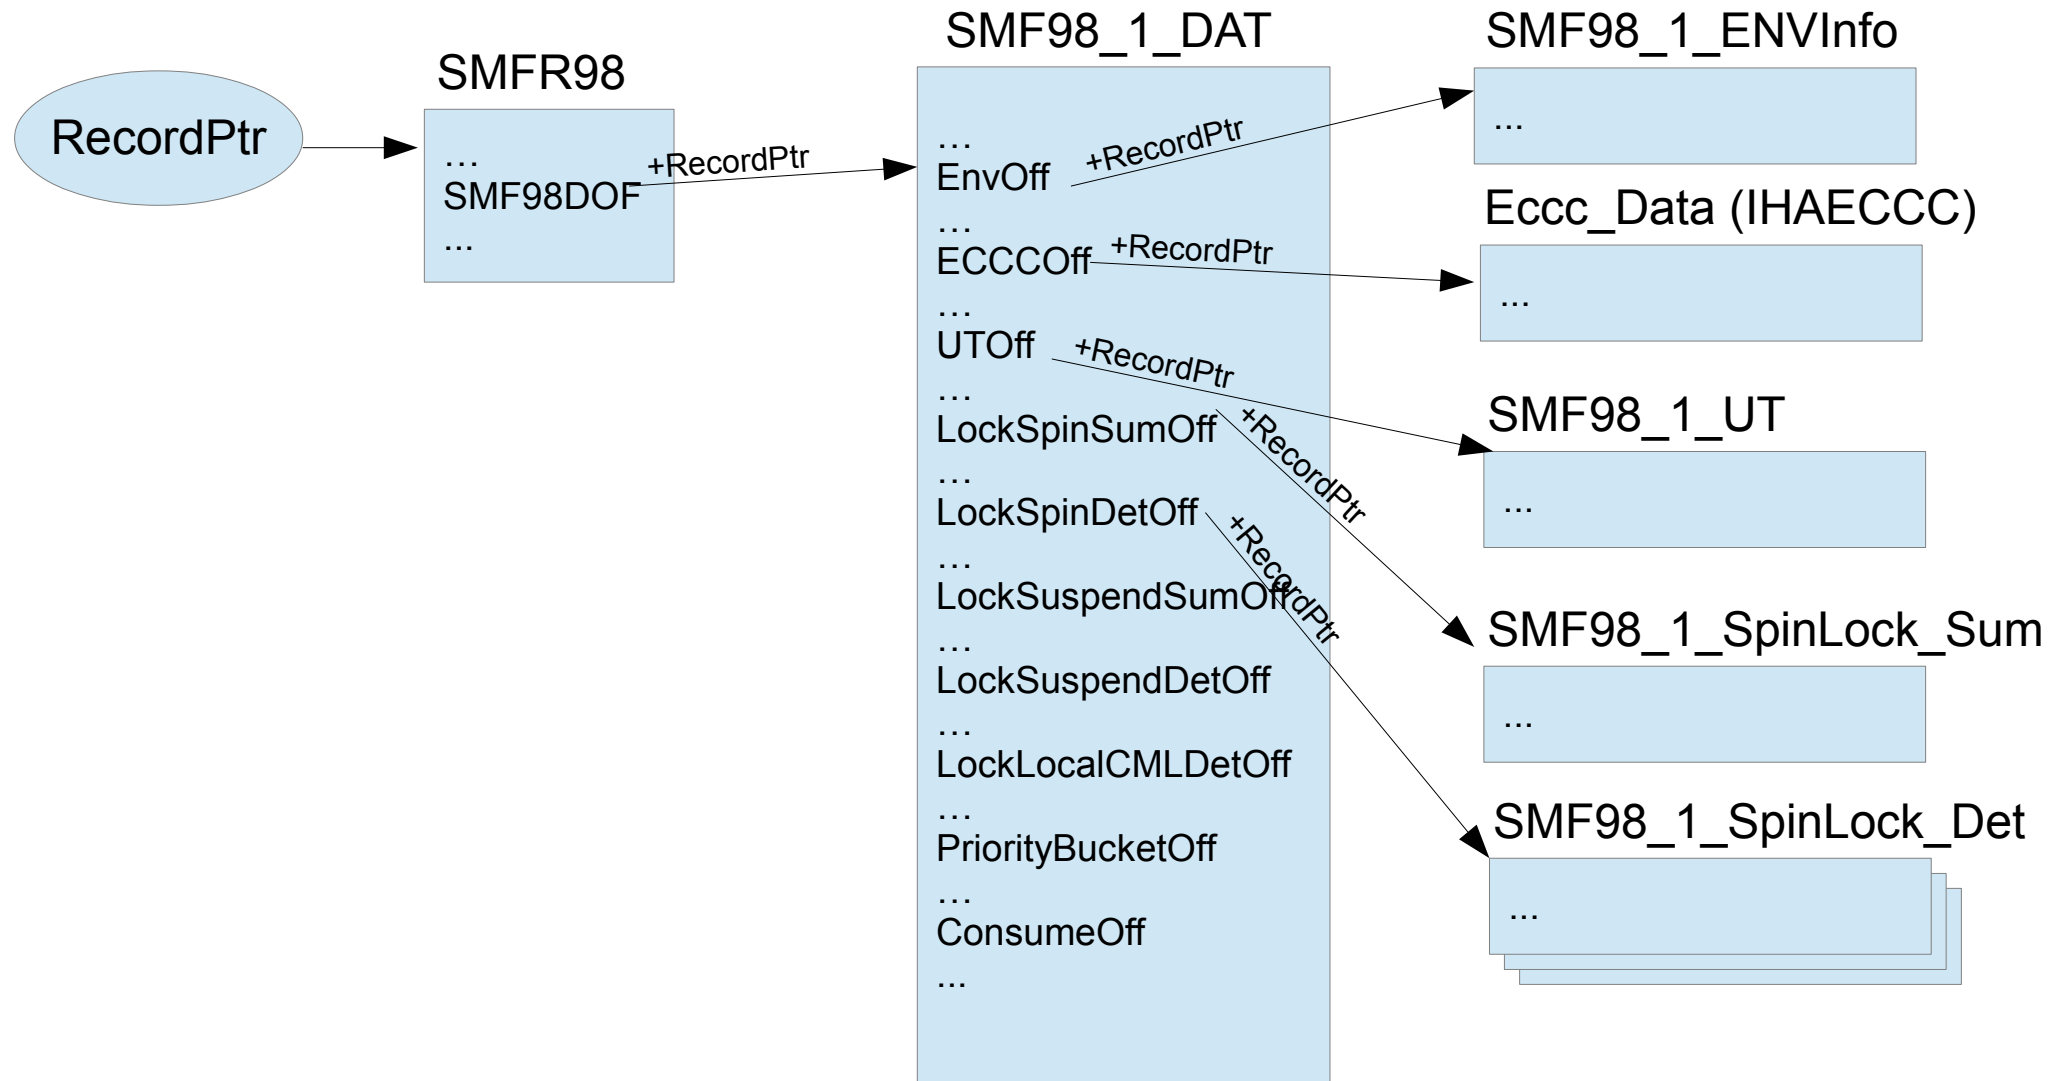 RecordPtr
SMFR98
…
SMF98DOF
...
+RecordPtr
SMF98_1_DAT
…
EnvOff
…
ECCCOff
…
UTOff
…
LockSpinSumOff
…
LockSpinDetOff
…
LockSuspendSumOff
…
LockSuspendDetOff
…
LockLocalCMLDetOff
…
PriorityBucketOff
…
ConsumeOff
...
+RecordPtr
+RecordPtr
+RecordPtr
+RecordPtr
+RecordPtr
SMF98_1_ENVInfo
...
Eccc_Data (IHAECCC)
...
SMF98_1_UT
...
SMF98_1_SpinLock_Sum
...
SMF98_1_SpinLock_Det
...